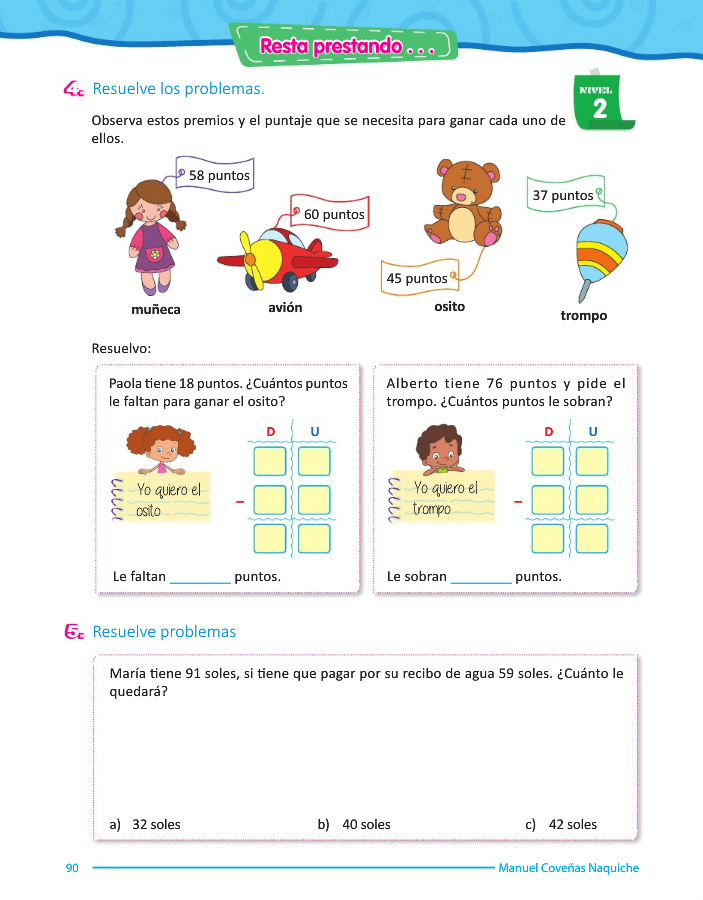 Resta prestando . . .
4. Resuelve los problemas.
NIVEL
2
Observa estos premios y el puntaje que se necesita para ganar cada uno de
ellos.
58 puntos
60 puntos
45 puntos
37 puntos
muñeca
avión
osito
trompo
Resuelvo:
Paola tiene 18 puntos. ¿Cuántos puntos
le faltan para ganar el osito?
D U
Yo quiero el
osito
–
Le faltan ________ puntos.
Alberto tiene 76 puntos y pide el
trompo. ¿Cuántos puntos le sobran?
D U
Yo quiero el
trompo
–
Le sobran ________ puntos.
5. Resuelve problemas
María tiene 91 soles, si tiene que pagar por su recibo de agua 59 soles. ¿Cuánto le
quedará?
a) 32 soles b) 40 soles c) 42 soles
90 Manuel Coveñas Naquiche